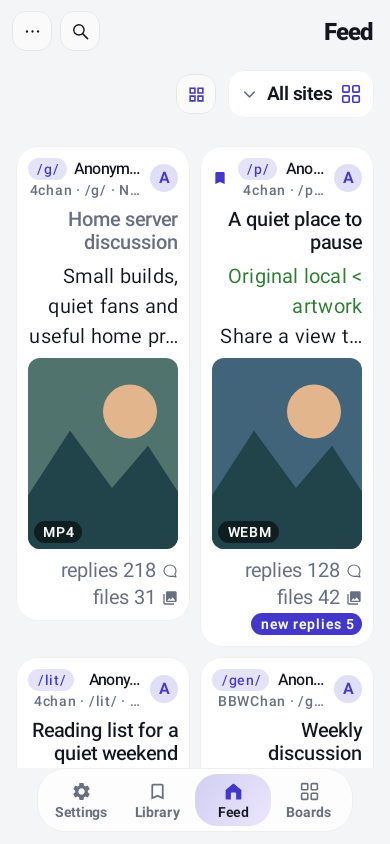 Feed
All sites
/g/ Anonym... A
4chan · /g/ · N...
Home server
discussion
Small builds,
quiet fans and
useful home pr...
MP4
replies 218
files 31
/p/ Ano... A
4chan · /p...
A quiet place to
pause
Original local <
artwork
Share a view t...
WEBM
replies 128
files 42
new replies 5
/lit/ Anony... A
4chan · /lit/ · ...
Reading list for a
quiet weekend
/gen/ Anon... A
BBWChan · /g...
Weekly
discussion
Settings
Library
Feed
Boards